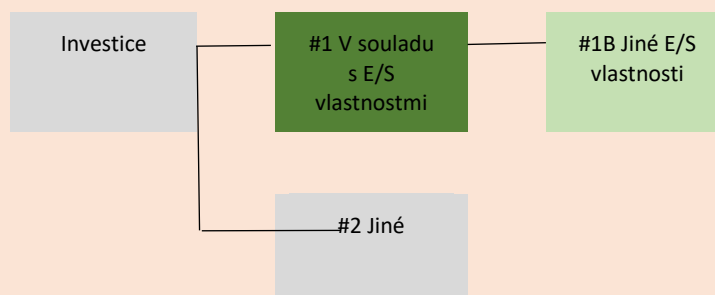 Investice
#1 V souladu
s E/S
vlastnostmi
#1B Jiné E/S
vlastnosti
#2 Jiné